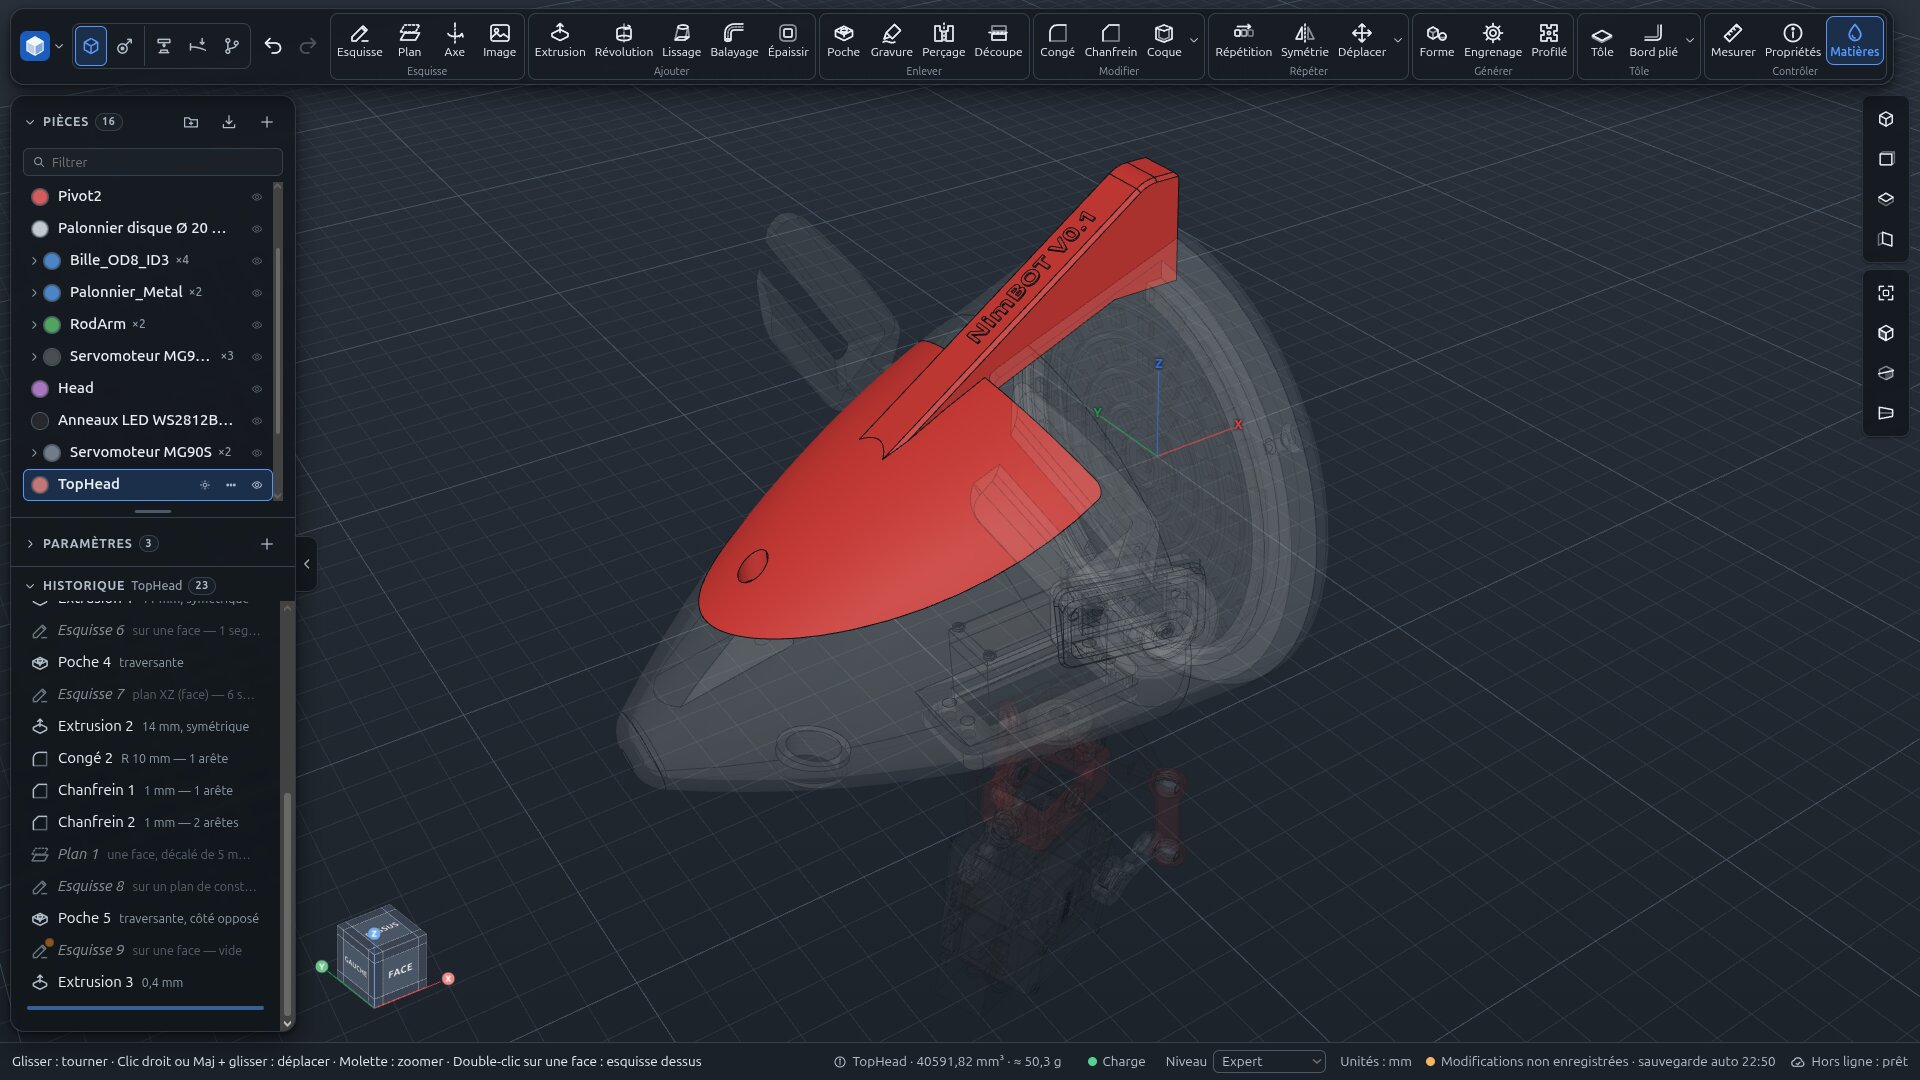 Esquisse Plan Axe Image
Esquisse
Extrusion Révolution Lissage Balayage Épaissir
Ajouter
Poche Gravure Perçage Découpe
Enlever
Congé Chanfrein Coque
Modifier
Répétition Symétrie Déplacer
Répéter
Forme Engrenage Profilé
Générer
Tôle Bord plié
Tôle
Mesurer Propriétés Matières
Contrôler
PIÈCES 16
Filtrer
Pivot2
Palonnier disque Ø 20 ...
Bille_OD8_ID3 ×4
Palonnier_Metal ×2
RodArm ×2
Servomoteur MG9... ×3
Head
Anneaux LED WS2812B...
Servomoteur MG90S ×2
TopHead
PARAMÈTRES 3
HISTORIQUE TopHead 23
Esquisse 6 sur une face — 1 seg...
Poche 4 traversante
Esquisse 7 plan XZ (face) — 6 s...
Extrusion 2 14 mm, symétrique
Congé 2 R 10 mm — 1 arête
Chanfrein 1 1 mm — 1 arête
Chanfrein 2 1 mm — 2 arêtes
Plan 1 une face, décalé de 5 m...
Esquisse 8 sur un plan de const...
Poche 5 traversante, côté opposé
Esquisse 9 sur une face — vide
Extrusion 3 0,4 mm
NimBOT V0.1
Z
Y
X
Z
GAUCHE
FACE
Y
X
Glisser : tourner · Clic droit ou Maj + glisser : déplacer · Molette : zoomer · Double-clic sur une face : esquisse dessus
TopHead · 40591,82 mm³ · ≈ 50,3 g
Charge
Niveau Expert
Unités : mm
Modifications non enregistrées · sauvegarde auto 22:50
Hors ligne : prêt